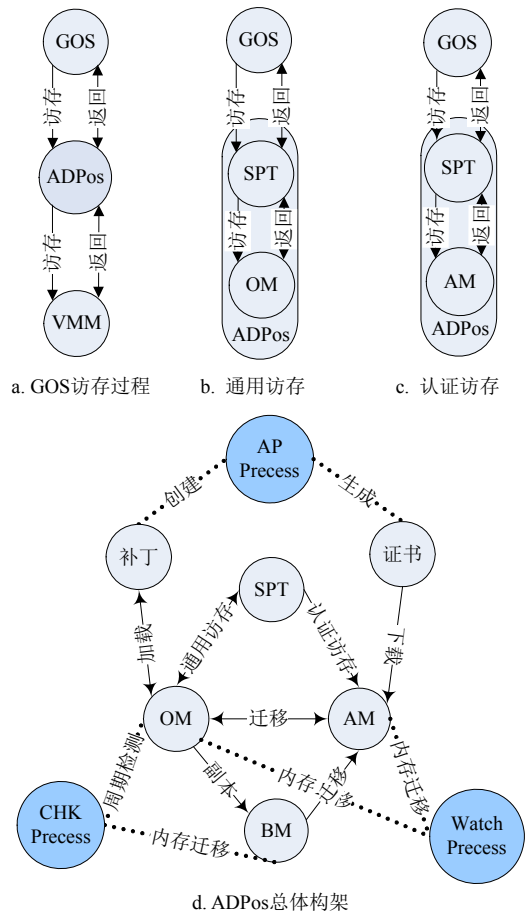 GOS
GOS
GOS
访存
返回
访存
返回
访存
返回
ADPos
SPT
SPT
访存
返回
访存
返回
访存
返回
VMM
OM
AM
ADPos
ADPos
a. GOS访存过程
b. 通用访存
c. 认证访存
AP
Precess
创建
生成
补丁
证书
SPT
加载
通用访存
认证访存
下载
OM
迁移
AM
周期检测
副本
内存迁移
迁移
内存迁移
CHK
Precess
内存迁移
BM
Watch
Precess
d. ADPos总体构架